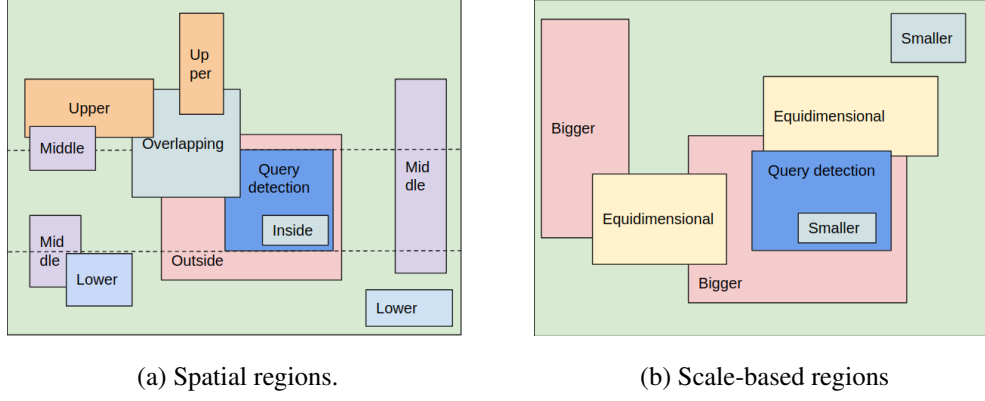 Up
per
Upper
Middle
Overlapping
Query
detection
Mid
dle
Inside
Mid
dle
Outside
Lower
Lower
(a) Spatial regions.
Smaller
Bigger
Equidimensional
Query detection
Equidimensional
Smaller
Bigger
(b) Scale-based regions